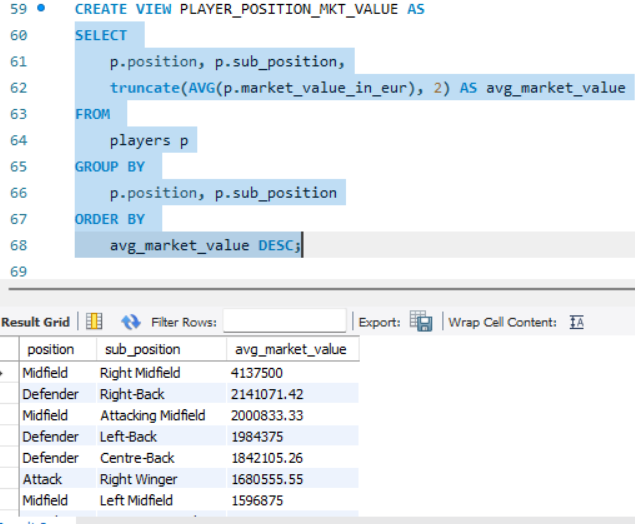 59 CREATE VIEW PLAYER_POSITION_MKT_VALUE AS
60 SELECT
61 p.position, p.sub_position,
62 truncate(AVG(p.market_value_in_eur), 2) AS avg_market_value
63 FROM
64 players p
65 GROUP BY
66 p.position, p.sub_position
67 ORDER BY
68 avg_market_value DESC;
69
Result Grid Filter Rows: Export: Wrap Cell Content: IA
position sub_position avg_market_value
Midfield Right Midfield 4137500
Defender Right-Back 2141071.42
Midfield Attacking Midfield 2000833.33
Defender Left-Back 1984375
Defender Centre-Back 1842105.26
Attack Right Winger 1680555.55
Midfield Left Midfield 1596875